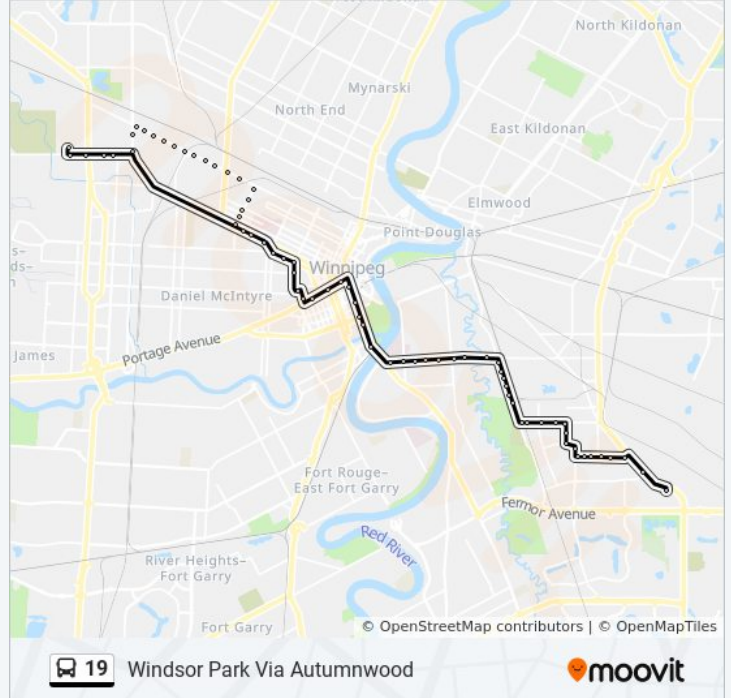 North Kildonan
Mynarski
North End
East Kildonan
Elmwood
Point Douglas
Winnipeg
Daniel McIntyre
James
Portage Avenue
Fort Rouge–
East Fort Garry
Fermor Avenue
Red River
River Heights–
Fort Garry
Fort Garry
© OpenStreetMap contributors | © OpenMapTiles
19 Windsor Park Via Autumnwood
moovit